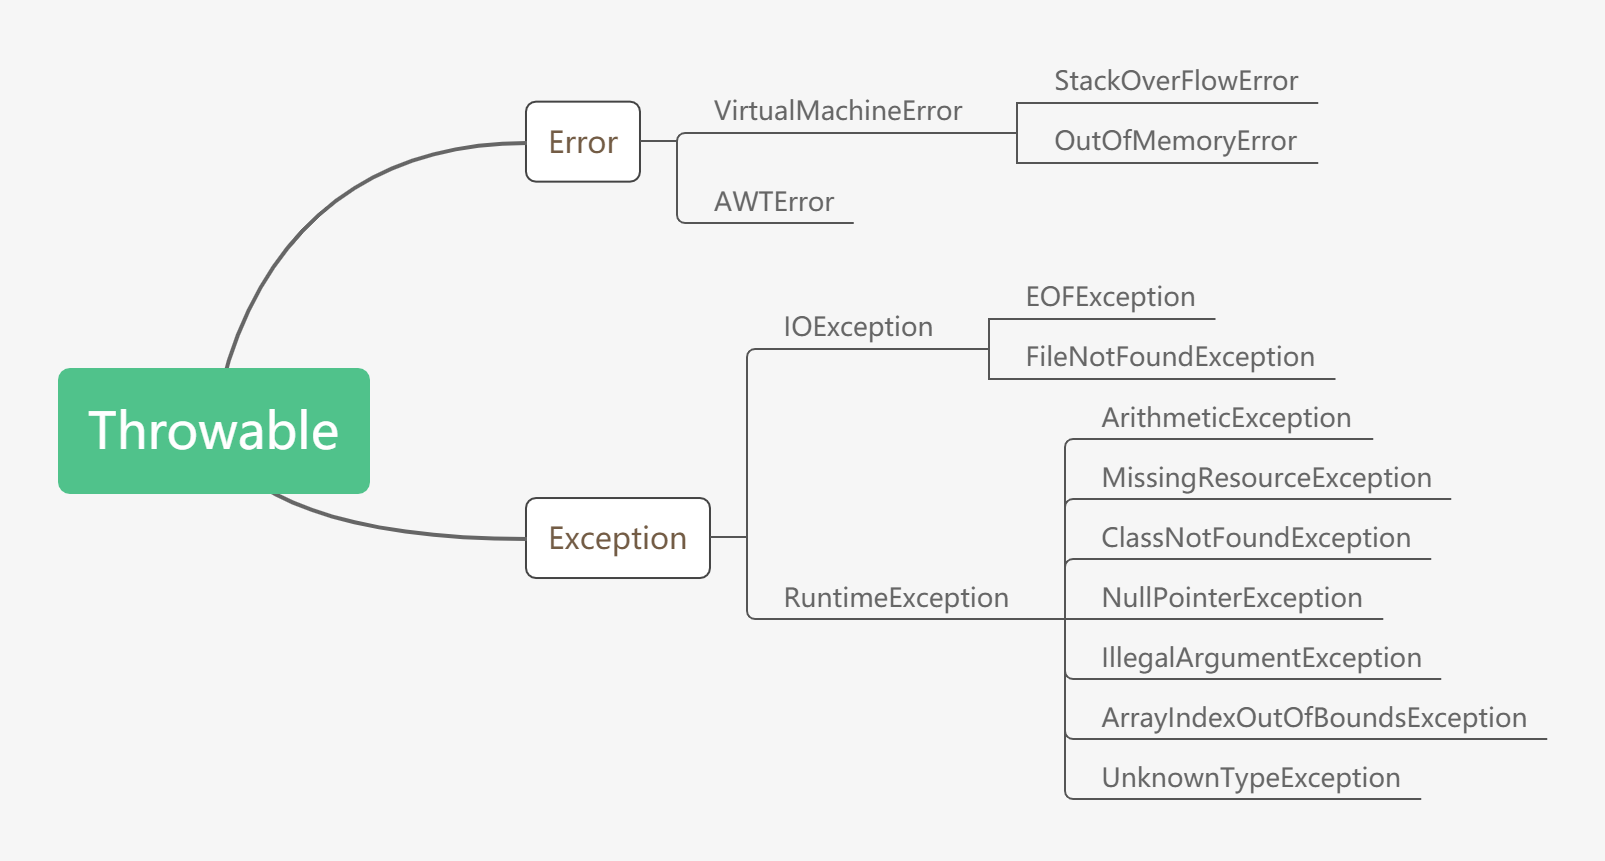 Throwable
Error
VirtualMachineError
StackOverFlowError
OutOfMemoryError
AWTError
Exception
IOException
EOFException
FileNotFoundException
RuntimeException
ArithmeticException
MissingResourceException
ClassNotFoundException
NullPointerException
IllegalArgumentException
ArrayIndexOutOfBoundsException
UnknownTypeException